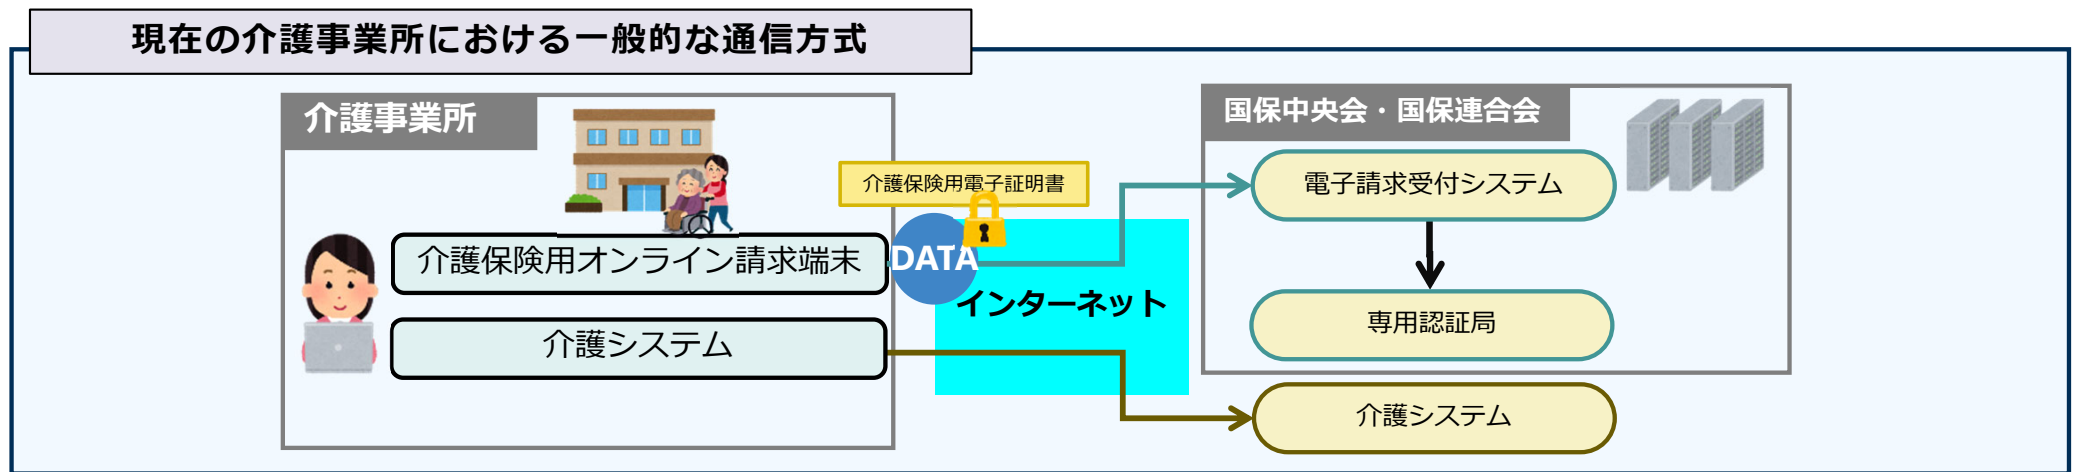 現在の介護事業所における一般的な通信方式
介護事業所
国保中央会・国保連合会
介護保険用電子証明書
電子請求受付システム
介護保険用オンライン請求端末
DATA
インターネット
専用認証局
介護システム
介護システム